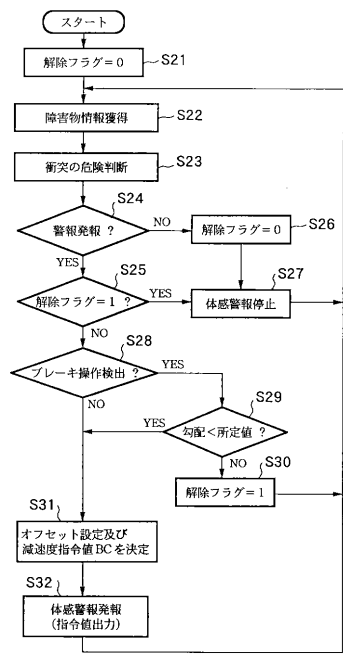 スタート
解除フラグ=0
S21
障害物情報獲得
S22
衝突の危険判断
S23
S24
警報発報 ?
NO
解除フラグ=0
S26
YES
S25
解除フラグ=1 ?
YES
S27
体感警報停止
NO
S28
ブレーキ操作検出 ?
YES
NO
S29
勾配<所定値 ?
YES
NO
S30
解除フラグ=1
S31
オフセット設定及び
減速度指令値BCを決定
S32
体感警報発報
(指令値出力)